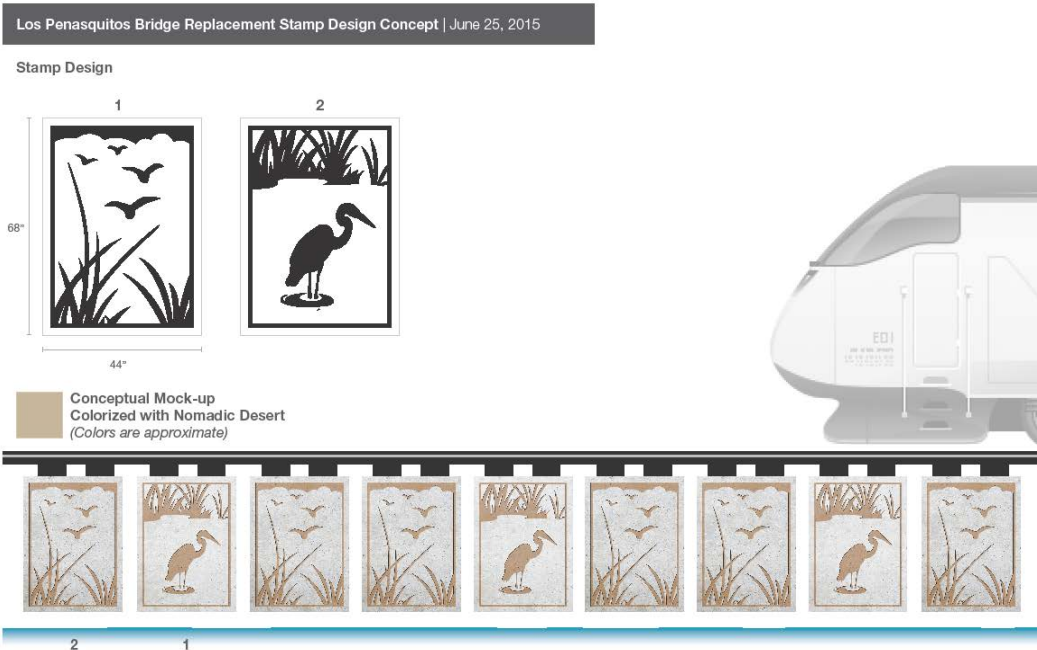 Los Penasquitos Bridge Replacement Stamp Design Concept | June 25, 2015
Stamp Design
1
2
68"
44"
E01
Conceptual Mock-up
Colorized with Nomadic Desert
(Colors are approximate)
2
1